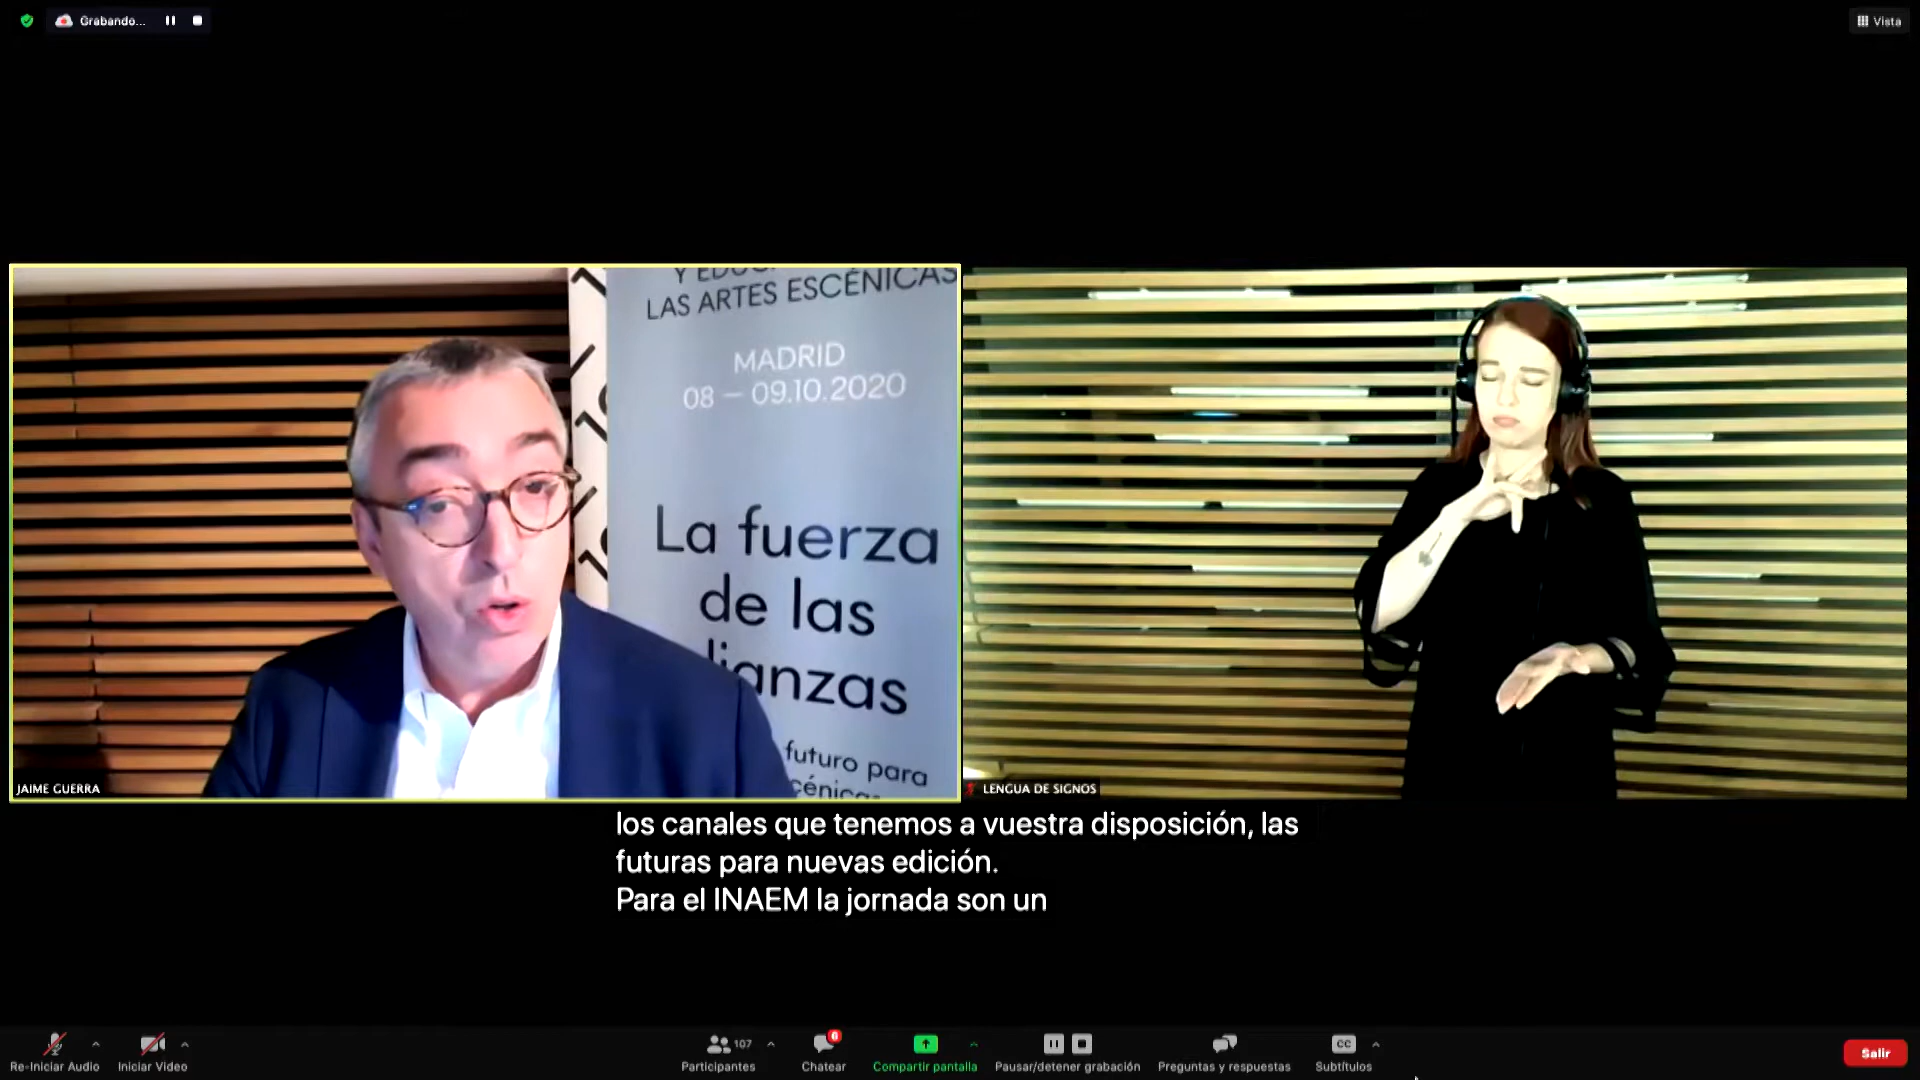 Grabando...
Vista
LAS ARTES ESCÉNICAS
MADRID
08 — 09.10.2020
La fuerza
de las
futuro para
JAIME GUERRA
LENGUA DE SIGNOS
los canales que tenemos a vuestra disposición, las
futuras para nuevas edición.
Para el INAEM la jornada son un
Re-Iniciar Audio
Iniciar Video
107
Participantes
Chatear
Compartir pantalla
Pausar/detener grabación
Preguntas y respuestas
CC
Subtítulos
Salir